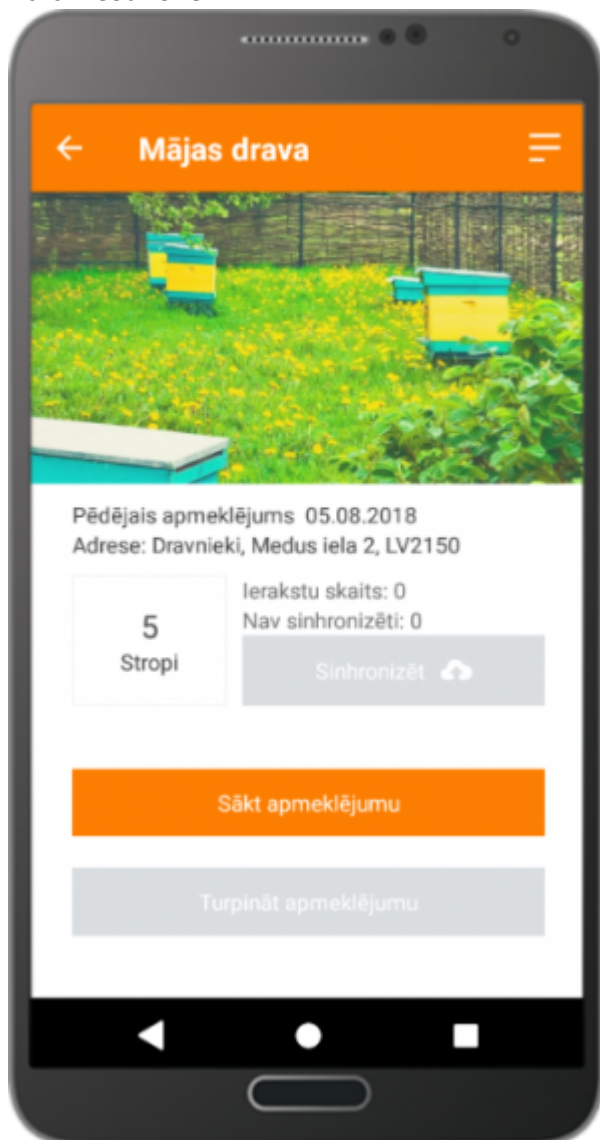 Mājas drava
Pēdējais apmeklējums 05.08.2018
Adrese: Dravnieki, Medus iela 2, LV2150
5
Stropi
Ierakstu skaits: 0
Nav sinhronizēti: 0
Sinhronizēt
Sākt apmeklējumu
Turpināt apmeklējumu